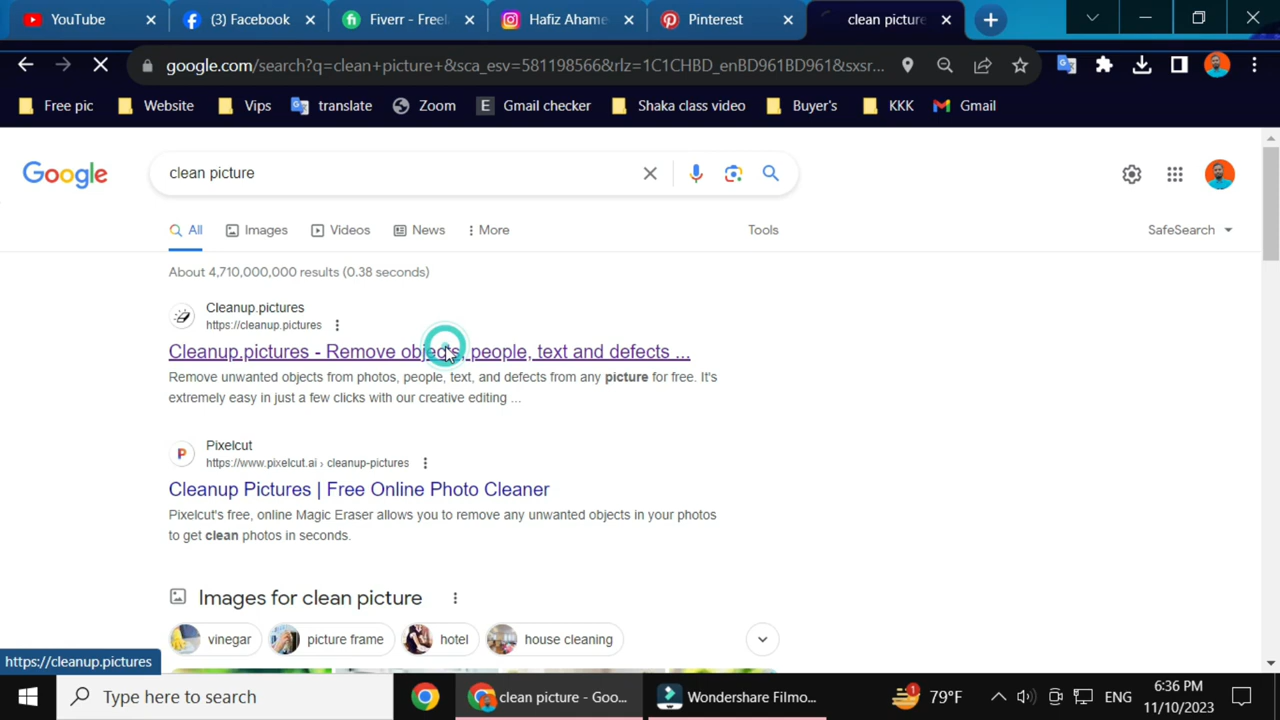 YouTube
(3) Facebook
Fiverr - Freel
Hafiz Ahame
Pinterest
clean picture
google.com/search?q=clean+picture+&sca_esv=581198566&rlz=1C1CHBD_enBD961BD961&sxsr...
Free pic
Website
Vips
translate
Zoom
E Gmail checker
Shaka class video
Buyer's
KKK
Gmail
Google
clean picture
All
Images
Videos
News
More
Tools
SafeSearch
About 4,710,000,000 results (0.38 seconds)
Cleanup.pictures
https://cleanup.pictures
Cleanup.pictures - Remove objects, people, text and defects ...
Remove unwanted objects from photos, people, text, and defects from any picture for free. It's
extremely easy in just a few clicks with our creative editing ...
P
Pixelcut
https://www.pixelcut.ai › cleanup-pictures
Cleanup Pictures | Free Online Photo Cleaner
Pixelcut's free, online Magic Eraser allows you to remove any unwanted objects in your photos
to get clean photos in seconds.
Images for clean picture
vinegar
picture frame
hotel
house cleaning
https://cleanup.pictures
Type here to search
clean picture - Goo...
Wondershare Filmo...
1
79°F
ENG
6:36 PM
11/10/2023